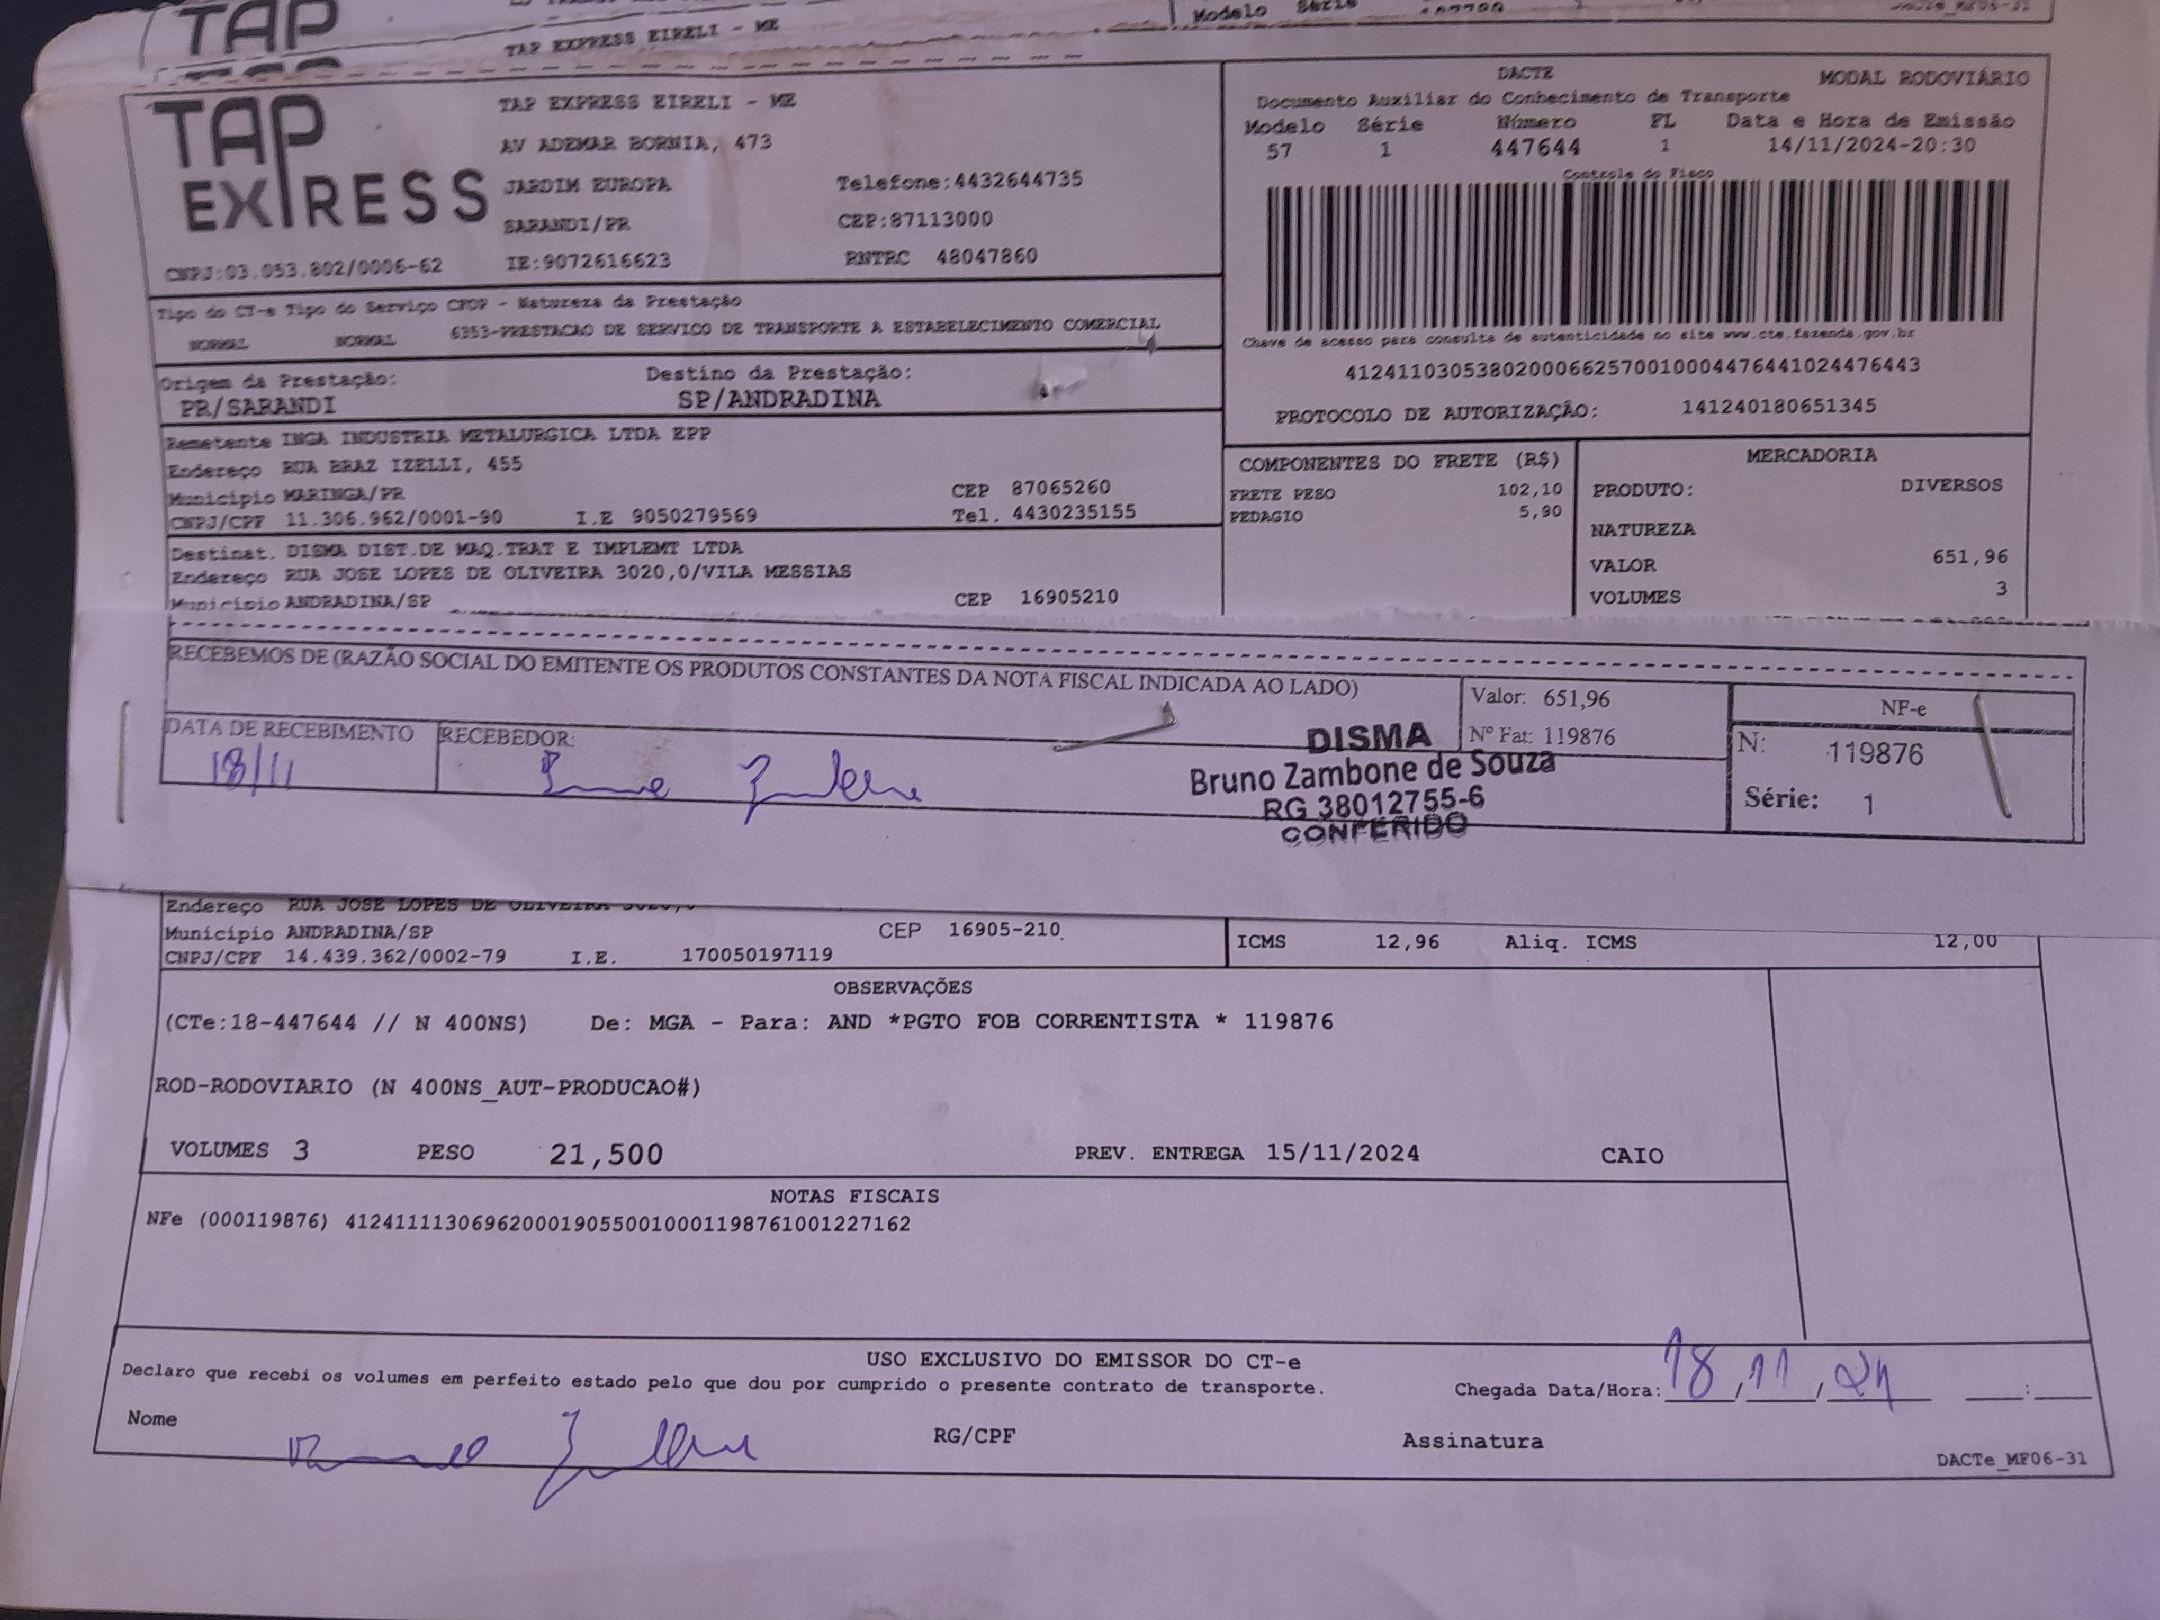 TAP
TAP EXPRESS EIRELI - ME
Modelo Série
TAP EXPRESS
TAP EXPRESS EIRELI - ME
AV ADEMAR BORNIA, 473
JARDIM EUROPA Telefone:4432644735
SARANDI/PR CEP:87113000
CNPJ:03.053.802/0006-62 IE:9072616623 RNTRC 48047860
DACTE MODAL RODOVIÁRIO
Documento Auxiliar do Conhecimento de Transporte
Modelo Série Número FL Data e Hora de Emissão
57 1 447644 1 14/11/2024-20:30
Controle do Fisco
Chave de acesso para consulta de autenticidade no site www.cte.fazenda.gov.br
41241103053802000662570010004476441024476443
PROTOCOLO DE AUTORIZAÇÃO: 141240180651345
Tipo do CT-e Tipo do Serviço CFOP - Natureza da Prestação
NORMAL NORMAL 6353-PRESTACAO DE SERVICO DE TRANSPORTE A ESTABELECIMENTO COMERCIAL
Origem da Prestação: Destino da Prestação:
PR/SARANDI SP/ANDRADINA
Remetente INGA INDUSTRIA METALURGICA LTDA EPP
Endereço RUA BRAZ IZELLI, 455
Município MARINGA/PR CEP 87065260
CNPJ/CPF 11.306.962/0001-90 I.E 9050279569 Tel. 4430235155
Destinat. DISMA DIST.DE MAQ.TRAT E IMPLEMT LTDA
Endereço RUA JOSE LOPES DE OLIVEIRA 3020,0/VILA MESSIAS
Município ANDRADINA/SP CEP 16905210
COMPONENTES DO FRETE (R$)
FRETE PESO 102,10
PEDAGIO 5,90
MERCADORIA
PRODUTO: DIVERSOS
NATUREZA
VALOR 651,96
VOLUMES 3
RECEBEMOS DE (RAZÃO SOCIAL DO EMITENTE OS PRODUTOS CONSTANTES DA NOTA FISCAL INDICADA AO LADO)
DATA DE RECEBIMENTO RECEBEDOR:
18/11
Valor: 651,96
Nº Fat: 119876
NF-e
N: 119876
Série: 1
DISMA
Bruno Zambone de Souza
RG 38012755-6
CONFERIDO
Endereço RUA JOSE LOPES DE OLIVEIRA 3020,0
Município ANDRADINA/SP CEP 16905-210
CNPJ/CPF 14.439.362/0002-79 I.E. 170050197119
ICMS 12,96 Aliq. ICMS 12,00
OBSERVAÇÕES
(CTe:18-447644 // N 400NS) De: MGA - Para: AND *PGTO FOB CORRENTISTA * 119876
ROD-RODOVIARIO (N 400NS_AUT-PRODUCAO#)
VOLUMES 3 PESO 21,500 PREV. ENTREGA 15/11/2024 CAIO
NOTAS FISCAIS
NFe (000119876) 41241111306962000190550010001198761001227162
USO EXCLUSIVO DO EMISSOR DO CT-e
Declaro que recebi os volumes em perfeito estado pelo que dou por cumprido o presente contrato de transporte.
Chegada Data/Hora: 18/11/24 __:__
Nome RG/CPF Assinatura
DACTe_MF06-31